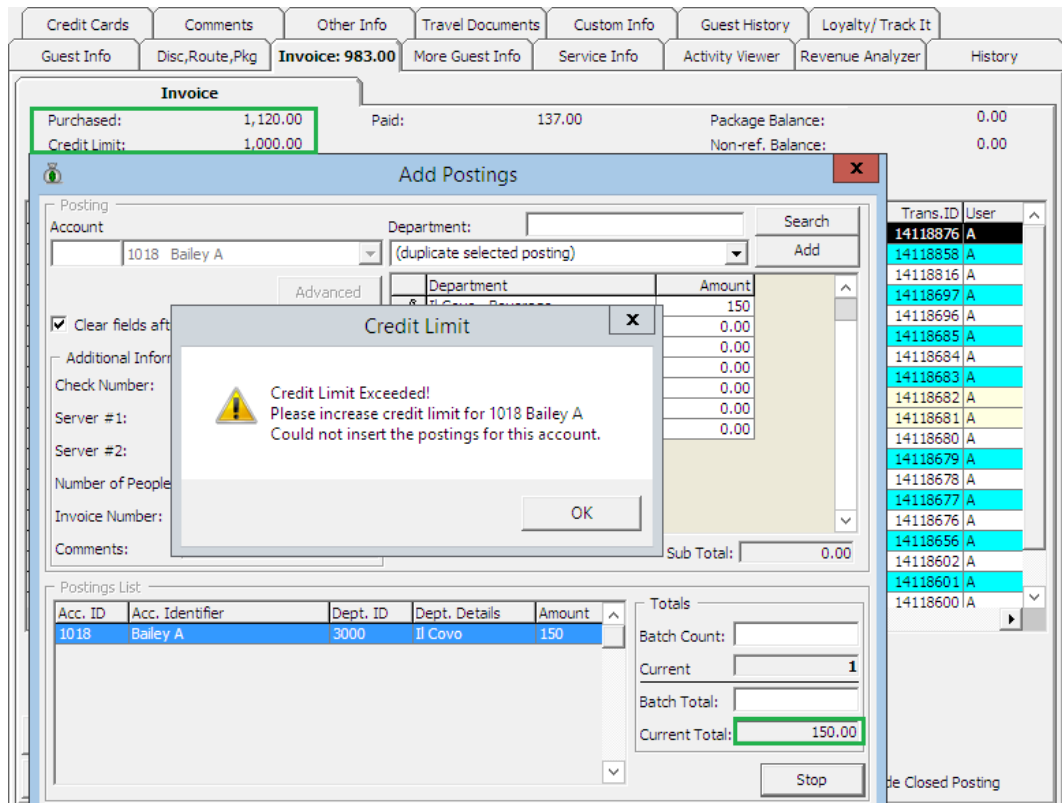 Credit Cards Comments Other Info Travel Documents Custom Info Guest History Loyalty/ Track It
Guest Info Disc,Route,Pkg Invoice: 983.00 More Guest Info Service Info Activity Viewer Revenue Analyzer History
Invoice
Purchased: 1,120.00 Paid: 137.00 Package Balance: 0.00
Credit Limit: 1,000.00 Non-ref. Balance: 0.00
Add Postings
x
Posting
Account Department: Search
1018 Bailey A (duplicate selected posting) Add
Advanced
Department Amount
Il Covo - Beverage 150
0.00
0.00
0.00
0.00
0.00
0.00
Clear fields aft
Additional Inform
Check Number:
Server #1:
Server #2:
Number of People
Invoice Number:
Comments:
Sub Total: 0.00
Credit Limit
x
Credit Limit Exceeded!
Please increase credit limit for 1018 Bailey A
Could not insert the postings for this account.
OK
Postings List
Acc. ID Acc. Identifier Dept. ID Dept. Details Amount
1018 Bailey A 3000 Il Covo 150
Totals
Batch Count:
Current 1
Batch Total:
Current Total: 150.00
Stop
Trans.ID User
14118876 A
14118858 A
14118816 A
14118697 A
14118696 A
14118685 A
14118684 A
14118683 A
14118682 A
14118681 A
14118680 A
14118679 A
14118678 A
14118677 A
14118676 A
14118656 A
14118602 A
14118601 A
14118600 A
de Closed Posting